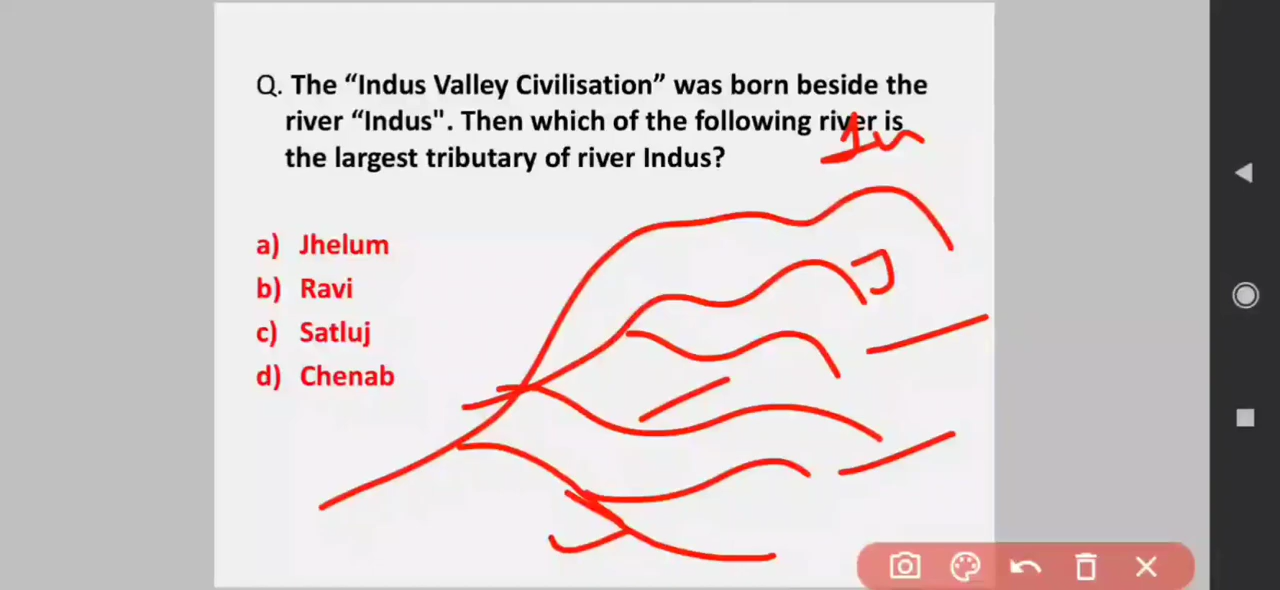 Q. The “Indus Valley Civilisation” was born beside the
river “Indus". Then which of the following river is
the largest tributary of river Indus?
In
a) Jhelum
J
b) Ravi
c) Satluj
d) Chenab